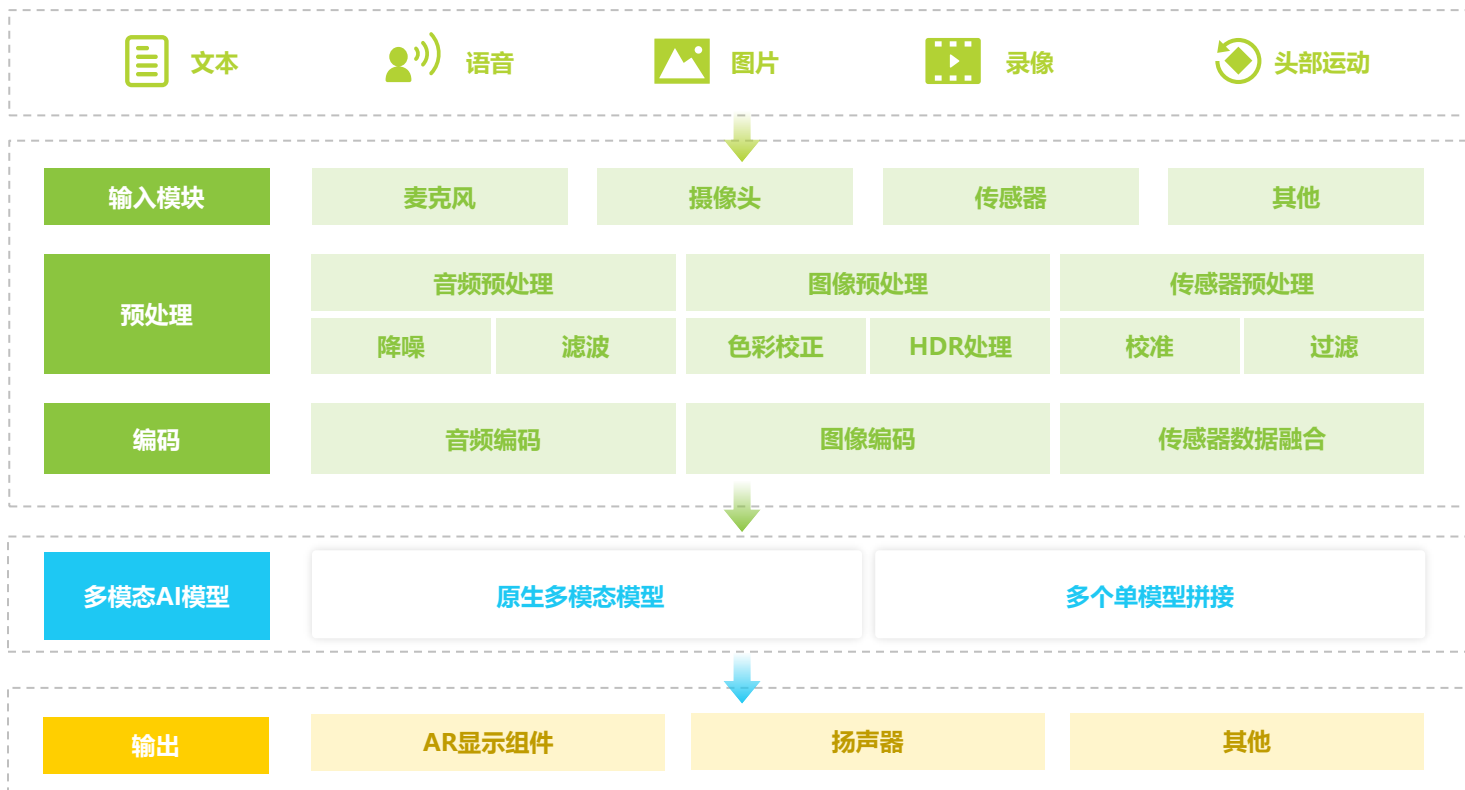 文本 语音 图片 录像 头部运动
输入模块 麦克风 摄像头 传感器 其他
预处理 音频预处理 图像预处理 传感器预处理
降噪 滤波 色彩校正 HDR处理 校准 过滤
编码 音频编码 图像编码 传感器数据融合
多模态AI模型 原生多模态模型 多个单模型拼接
输出 AR显示组件 扬声器 其他